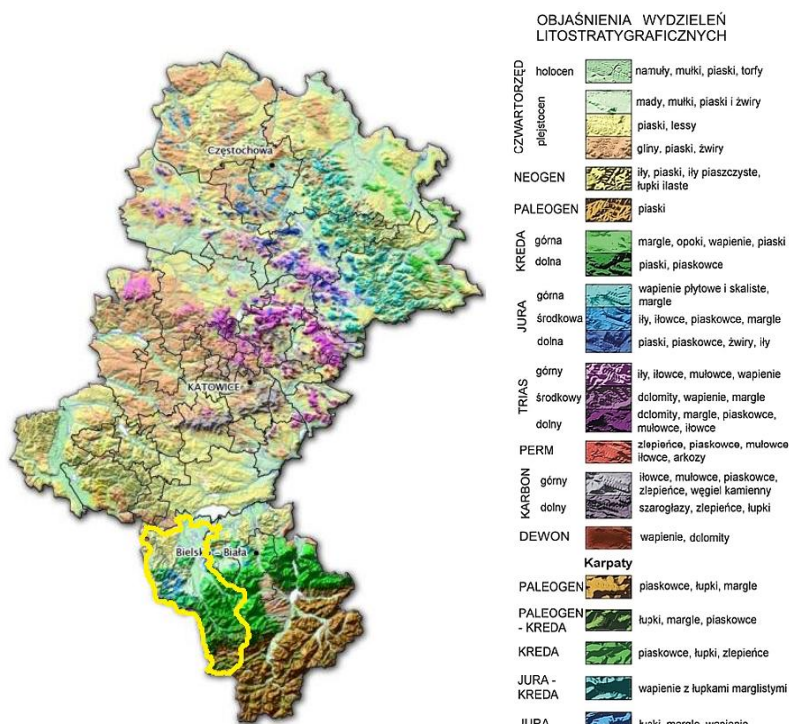 OBJAŚNIENIA WYDZIELEŃ
LITOSTRATYGRAFICZNYCH
CZWARTORZĘD
holocen
namuły, mułki, piaski, torfy
plejstocen
mady, mułki, piaski i żwiry
piaski, lessy
gliny, piaski, żwiry
NEOGEN
iły, piaski, iły piaszczyste,
łupki ilaste
PALEOGEN
piaski
KREDA
górna
margle, opoki, wapienie, piaski
dolna
piaski, piaskowce
JURA
górna
wapienie płytowe i skaliste,
margle
środkowa
iły, iłowce, piaskowce, margle
dolna
piaski, piaskowce, żwiry, iły
TRIAS
górny
iły, iłowce, mułowce, wapienie
środkowy
dolomity, wapienie, margle
dolny
dolomity, margle, piaskowce,
mułowce, iłowce
PERM
zlepieńce, piaskowce, mułowce
iłowce, arkozy
KARBON
górny
iłowce, mułowce, piaskowce,
zlepieńce, węgiel kamienny
dolny
szarogłazy, zlepieńce, łupki
DEWON
wapienie, dolomity
Karpaty
PALEOGEN
piaskowce, łupki, margle
PALEOGEN
- KREDA
łupki, margle, piaskowce
KREDA
piaskowce, łupki, zlepieńce
JURA -
KREDA
wapienie z łupkami marglistymi
JURA
łupki, margle, wapienie
Częstochowa
KATOWICE
Bielsko - Biała